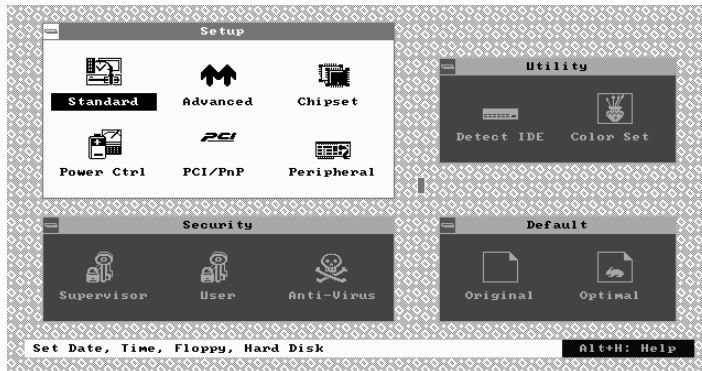 Setup
Standard Advanced Chipset
PCI
Power Ctrl PCI/PnP Peripheral
Utility
Detect IDE Color Set
Security
Supervisor User Anti-Virus
Default
Original Optimal
Set Date, Time, Floppy, Hard Disk
Alt+H: Help